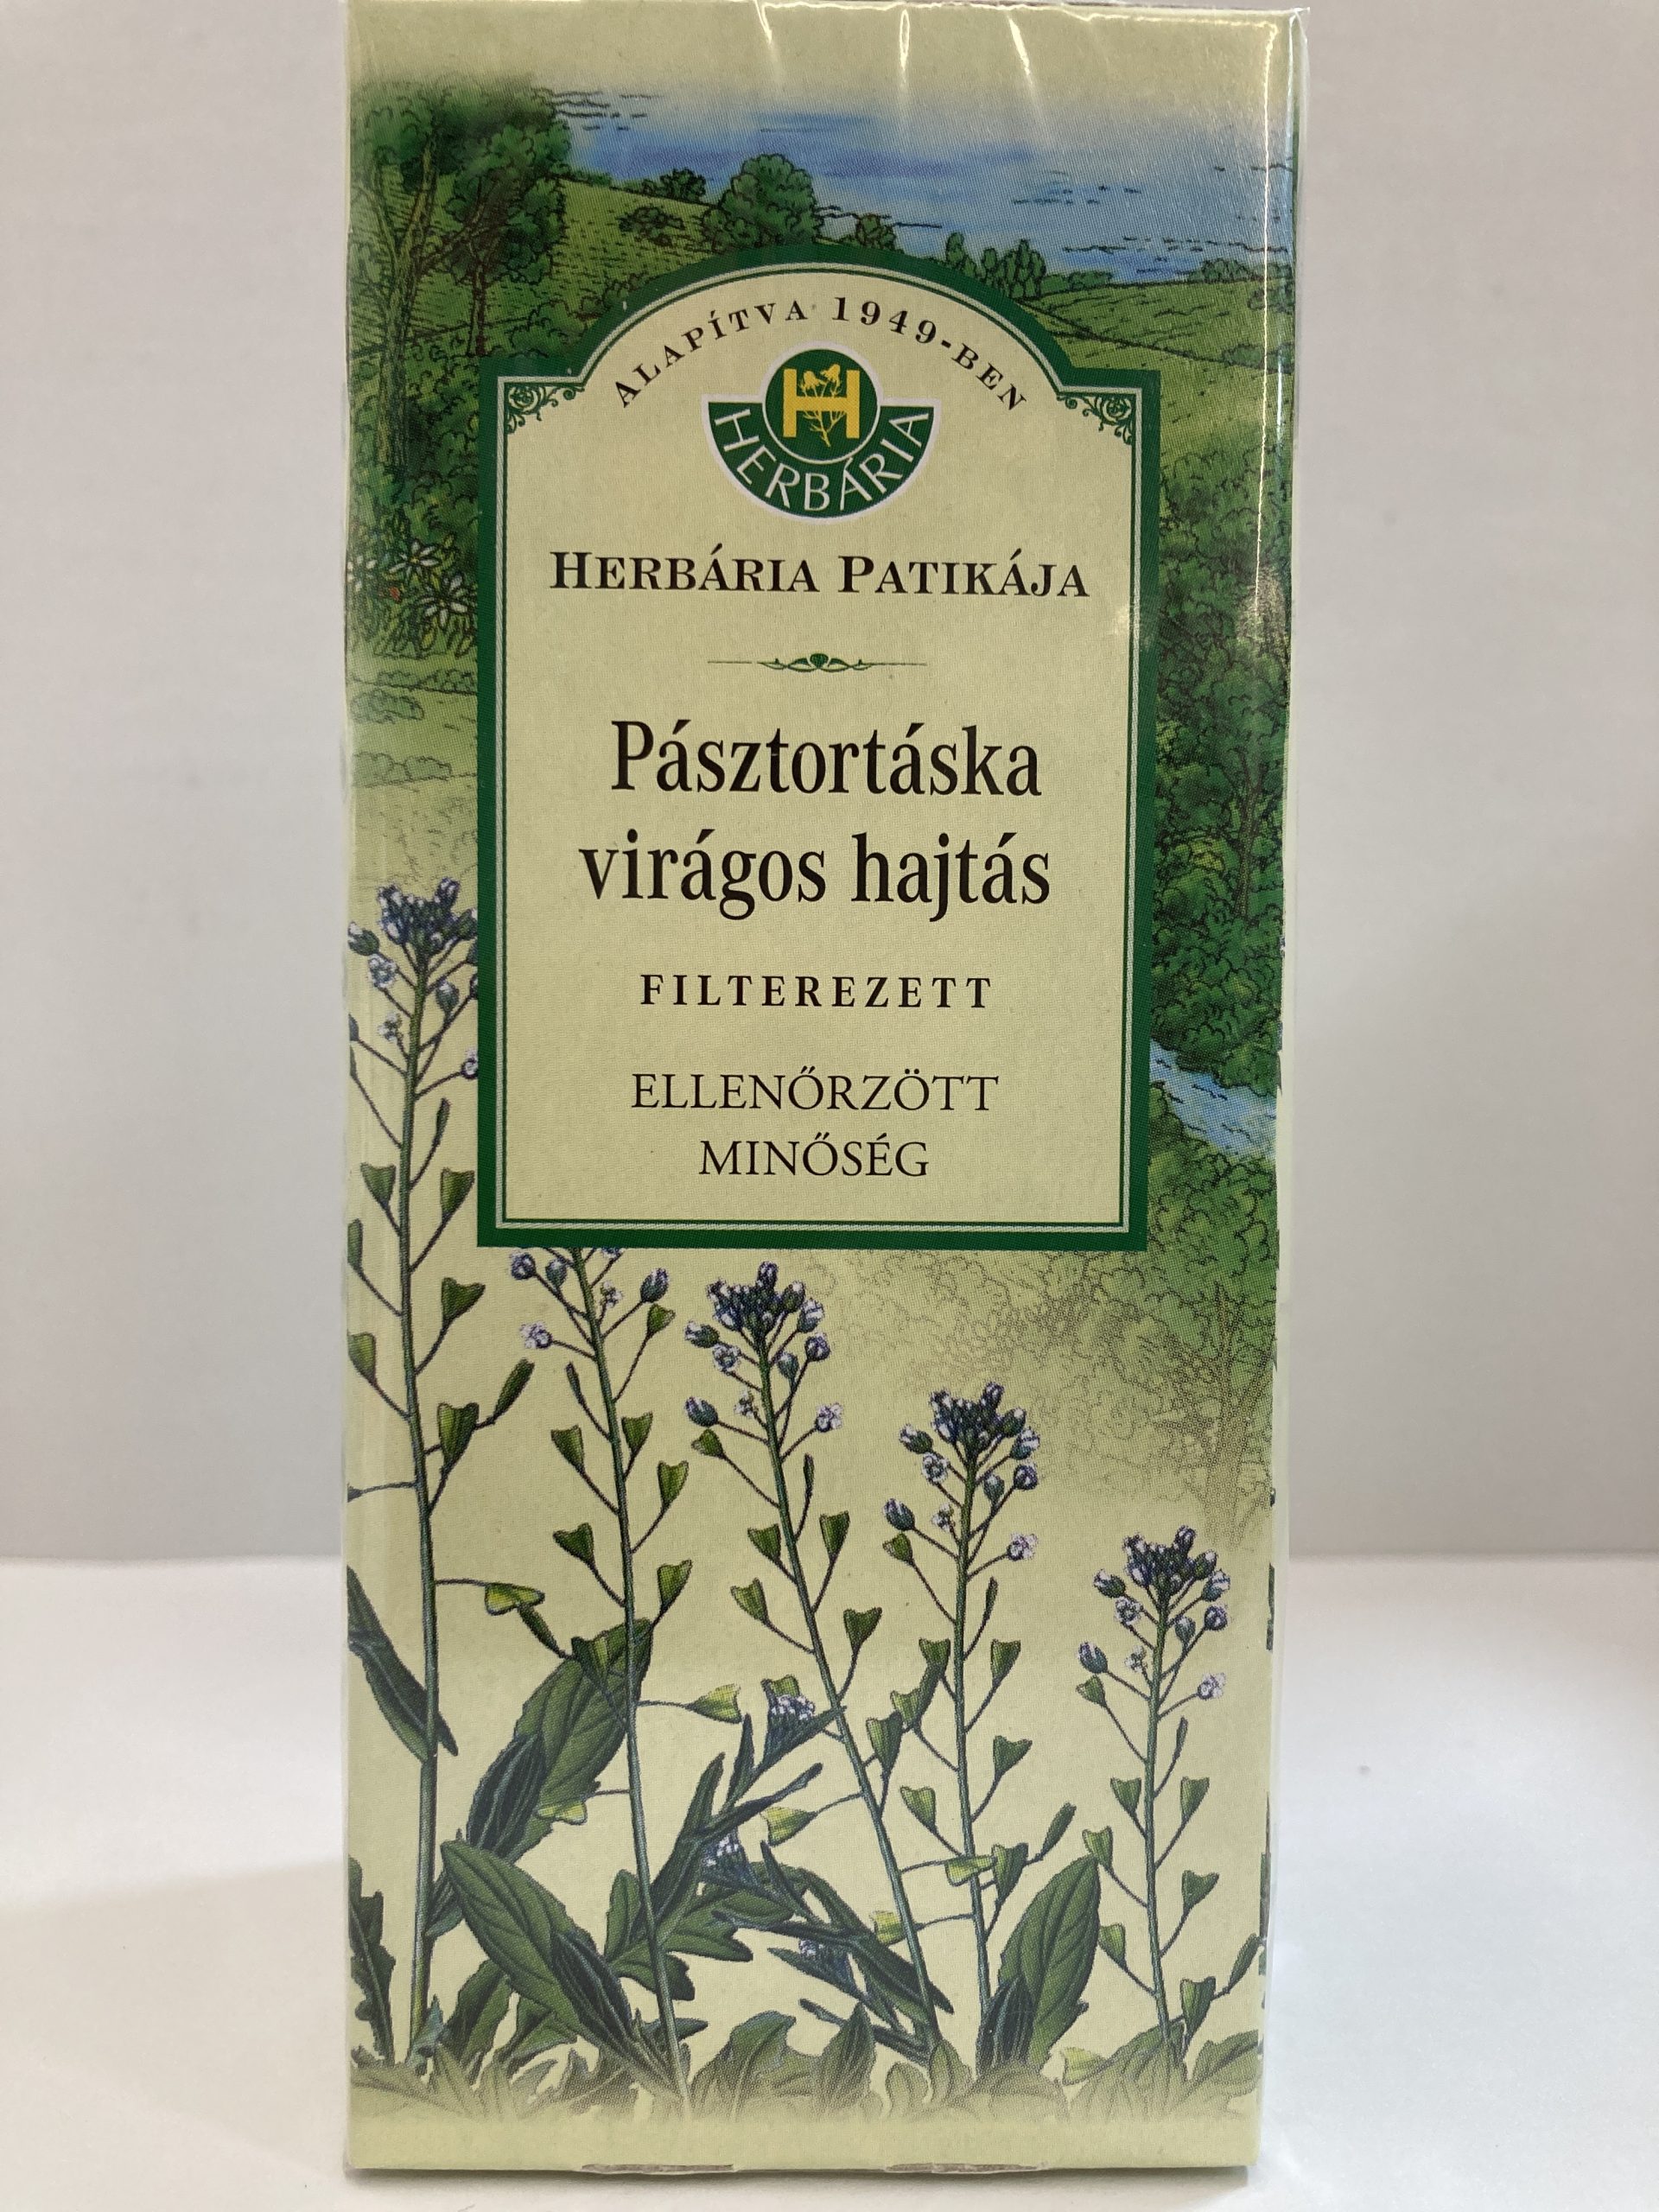 ALAPÍTVA 1949-BEN
H
HERBÁRIA
HERBÁRIA PATIKÁJA
Pásztortáska
virágos hajtás
FILTEREZETT
ELLENŐRZÖTT
MINŐSÉG